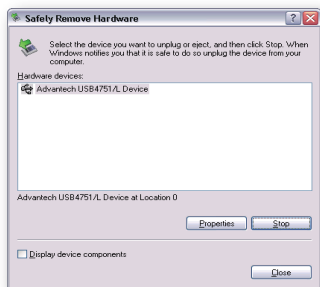 Safely Remove Hardware
Select the device you want to unplug or eject, and then click Stop. When
Windows notifies you that it is safe to do so unplug the device from your
computer.
Hardware devices:
Advantech USB4751/L Device
Advantech USB4751/L Device at Location 0
Properties
Stop
Display device components
Close